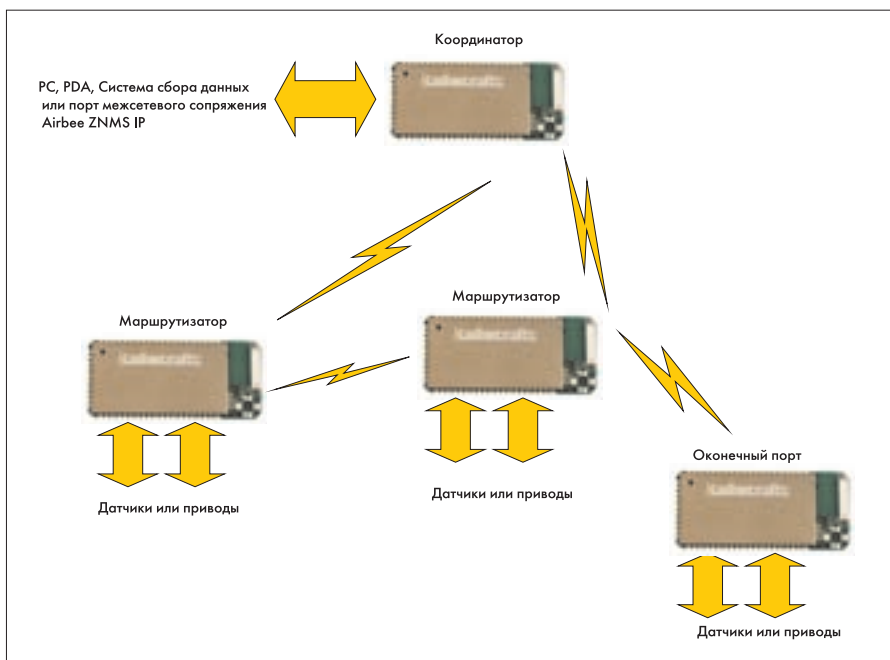 Координатор
PC, PDA, Система сбора данных
или порт межсетевого сопряжения
Airbee ZNMS IP
Маршрутизатор
Маршрутизатор
Оконечный порт
Датчики или приводы
Датчики или приводы
Датчики или приводы